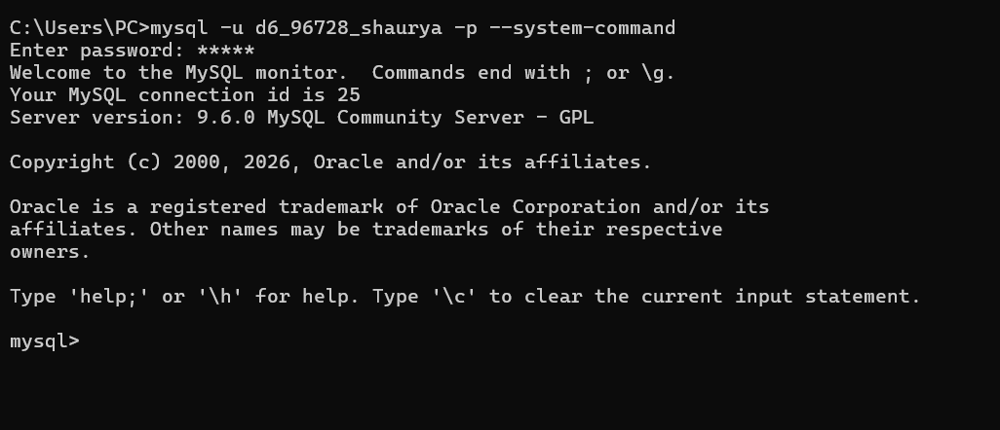 C:\Users\PC>mysql -u d6_96728_shaurya -p --system-command
Enter password: *****
Welcome to the MySQL monitor.  Commands end with ; or \g.
Your MySQL connection id is 25
Server version: 9.6.0 MySQL Community Server - GPL
Copyright (c) 2000, 2026, Oracle and/or its affiliates.
Oracle is a registered trademark of Oracle Corporation and/or its
affiliates. Other names may be trademarks of their respective
owners.
Type 'help;' or '\h' for help. Type '\c' to clear the current input statement.
mysql>